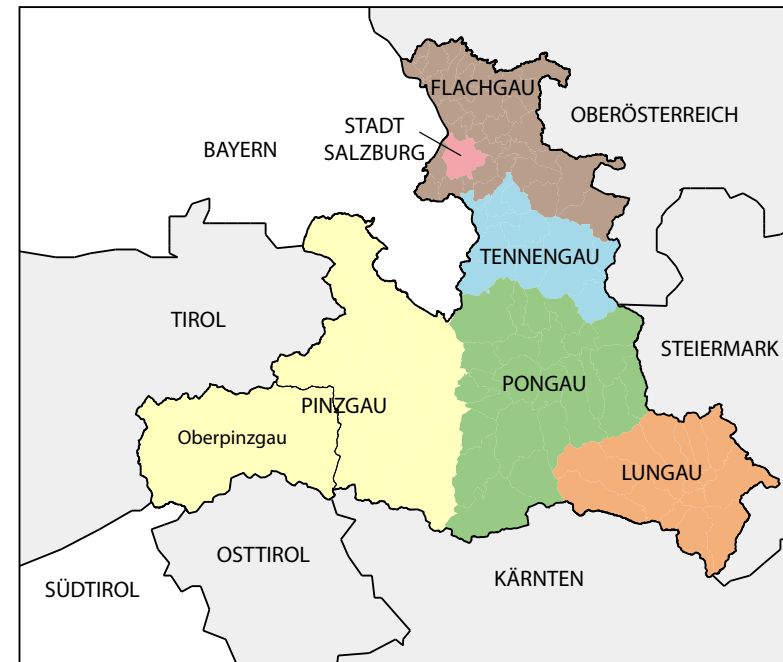 FLACHGAU
OBERÖSTERREICH
STADT
SALZBURG
BAYERN
TENNENGAU
TIROL
STEIERMARK
PONGAU
PINZGAU
Oberpinzgau
LUNGAU
OSTTIROL
KÄRNTEN
SÜDTIROL